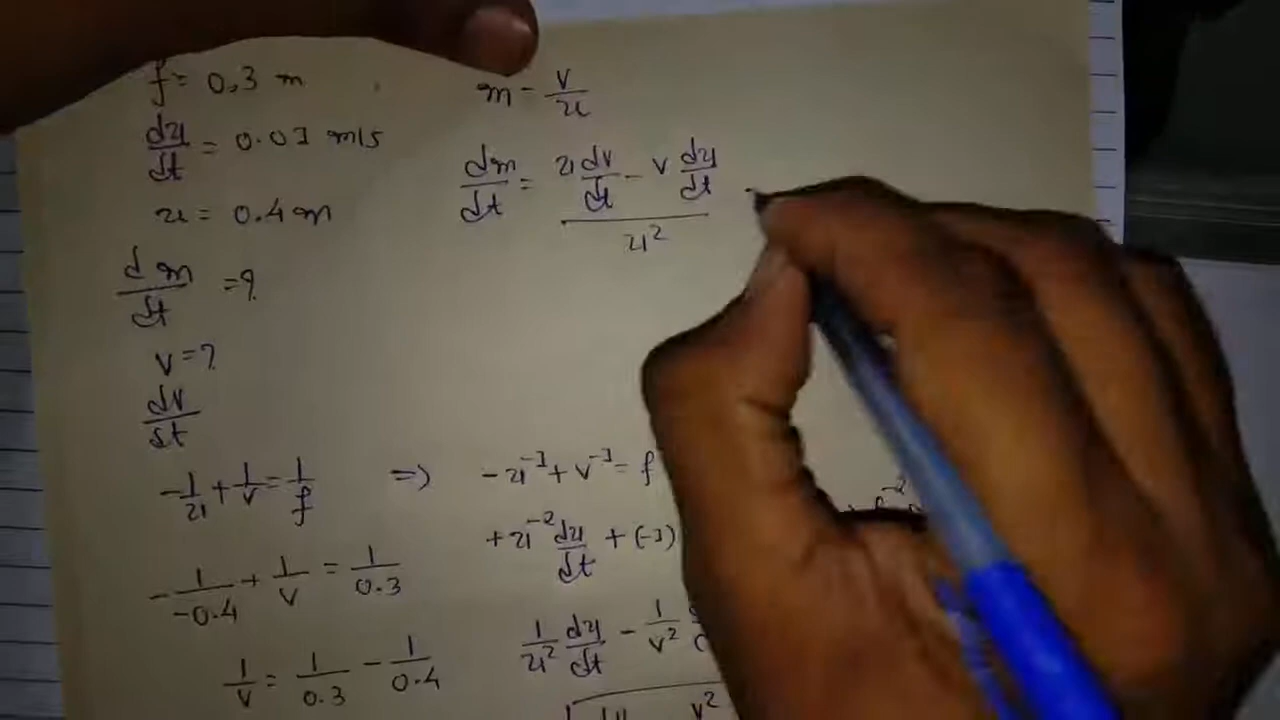 f = 0,3 m
du/dt = 0.01 m/s
u = 0.4 m
dm/dt = ?
v = ?
dv/dt
-1/u + 1/v = 1/f =>
-1/-0.4 + 1/v = 1/0.3
1/v = 1/0.3 - 1/0.4
m = v/u
dm/dt = (u dv/dt - v du/dt) / u²
-u⁻¹ + v⁻¹ = f
+u⁻² du/dt + (-1)
1/u² du/dt - 1/v²
v²